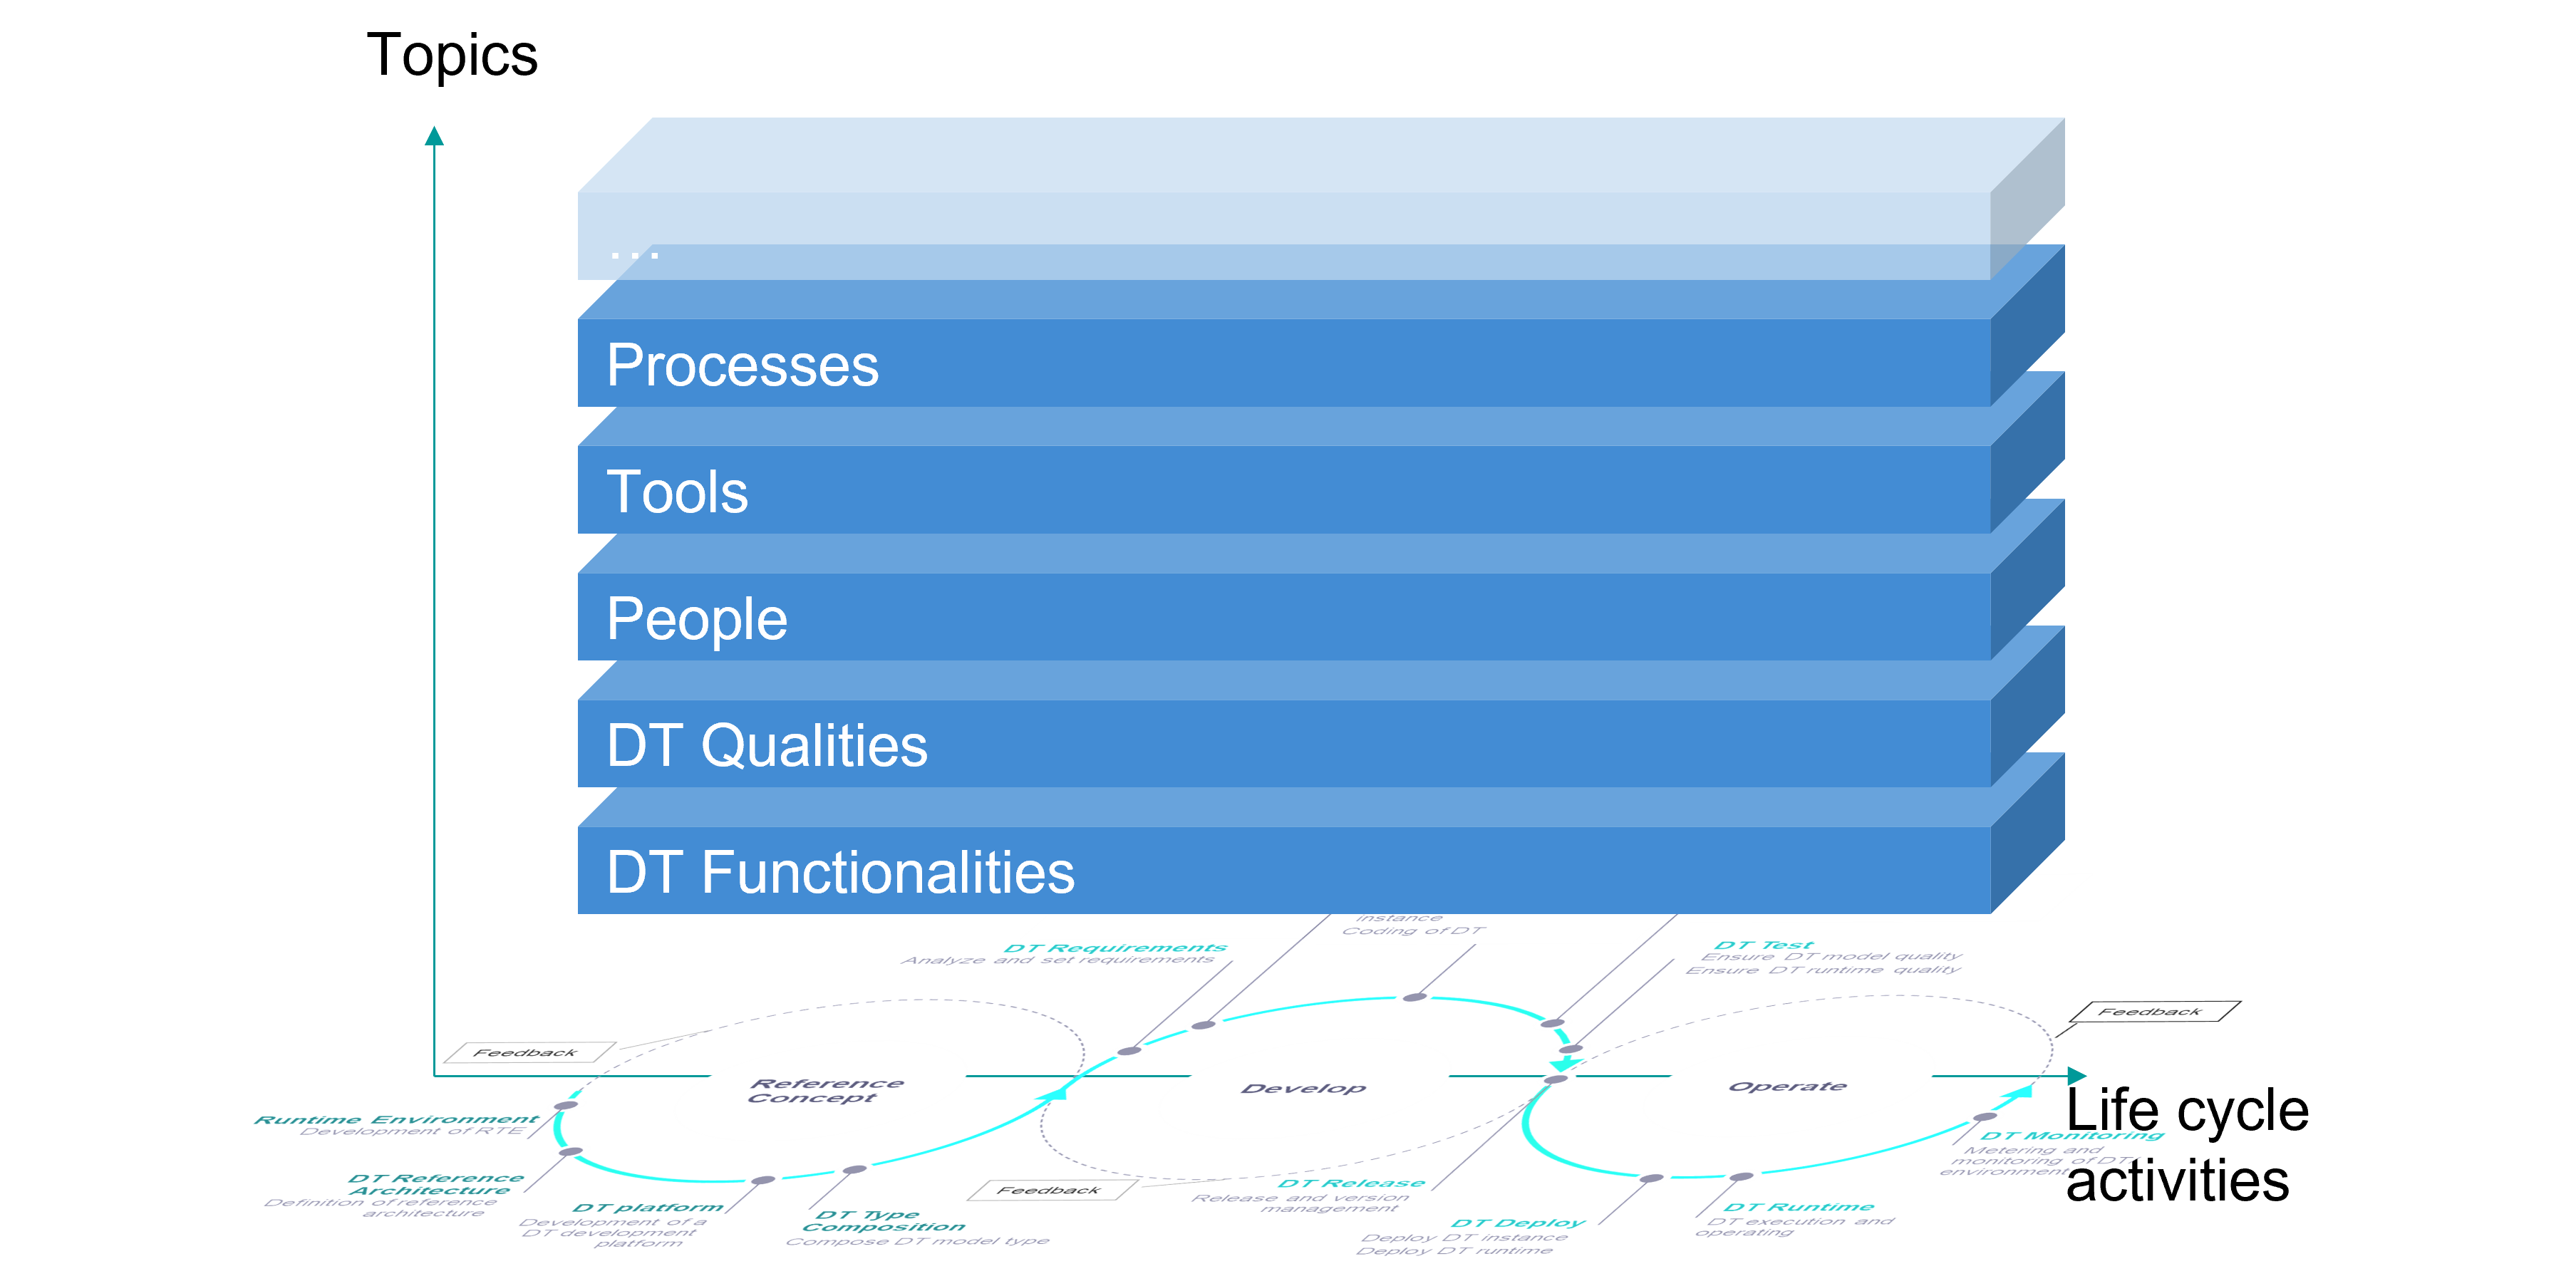 Topics
...
Processes
Tools
People
DT Qualities
DT Functionalities
instance
Coding of DT
DT Requirements
Analyze and set requirements
DT Test
Ensure DT model quality
Ensure DT runtime quality
Feedback
Feedback
Reference
Concept
Develop
Operate
Life cycle
activities
Runtime Environment
Development of RTE
DT Monitoring
Metering and
monitoring of DT/
environment
DT Reference
Architecture
Definition of reference
architecture
Feedback
DT Release
Release and version
management
DT platform
Development of a
DT development
platform
DT Type
Composition
Compose DT model type
DT Deploy
Deploy DT instance
Deploy DT runtime
DT Runtime
DT execution and
operating